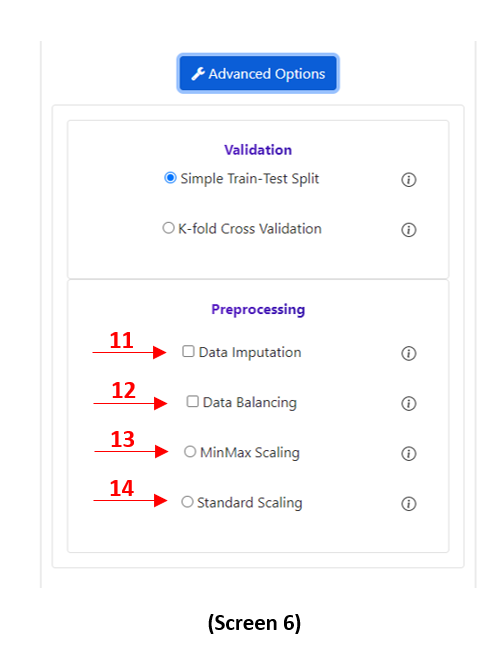 Advanced Options
Validation
Simple Train-Test Split
K-fold Cross Validation
Preprocessing
11
Data Imputation
12
Data Balancing
13
MinMax Scaling
14
Standard Scaling
(Screen 6)